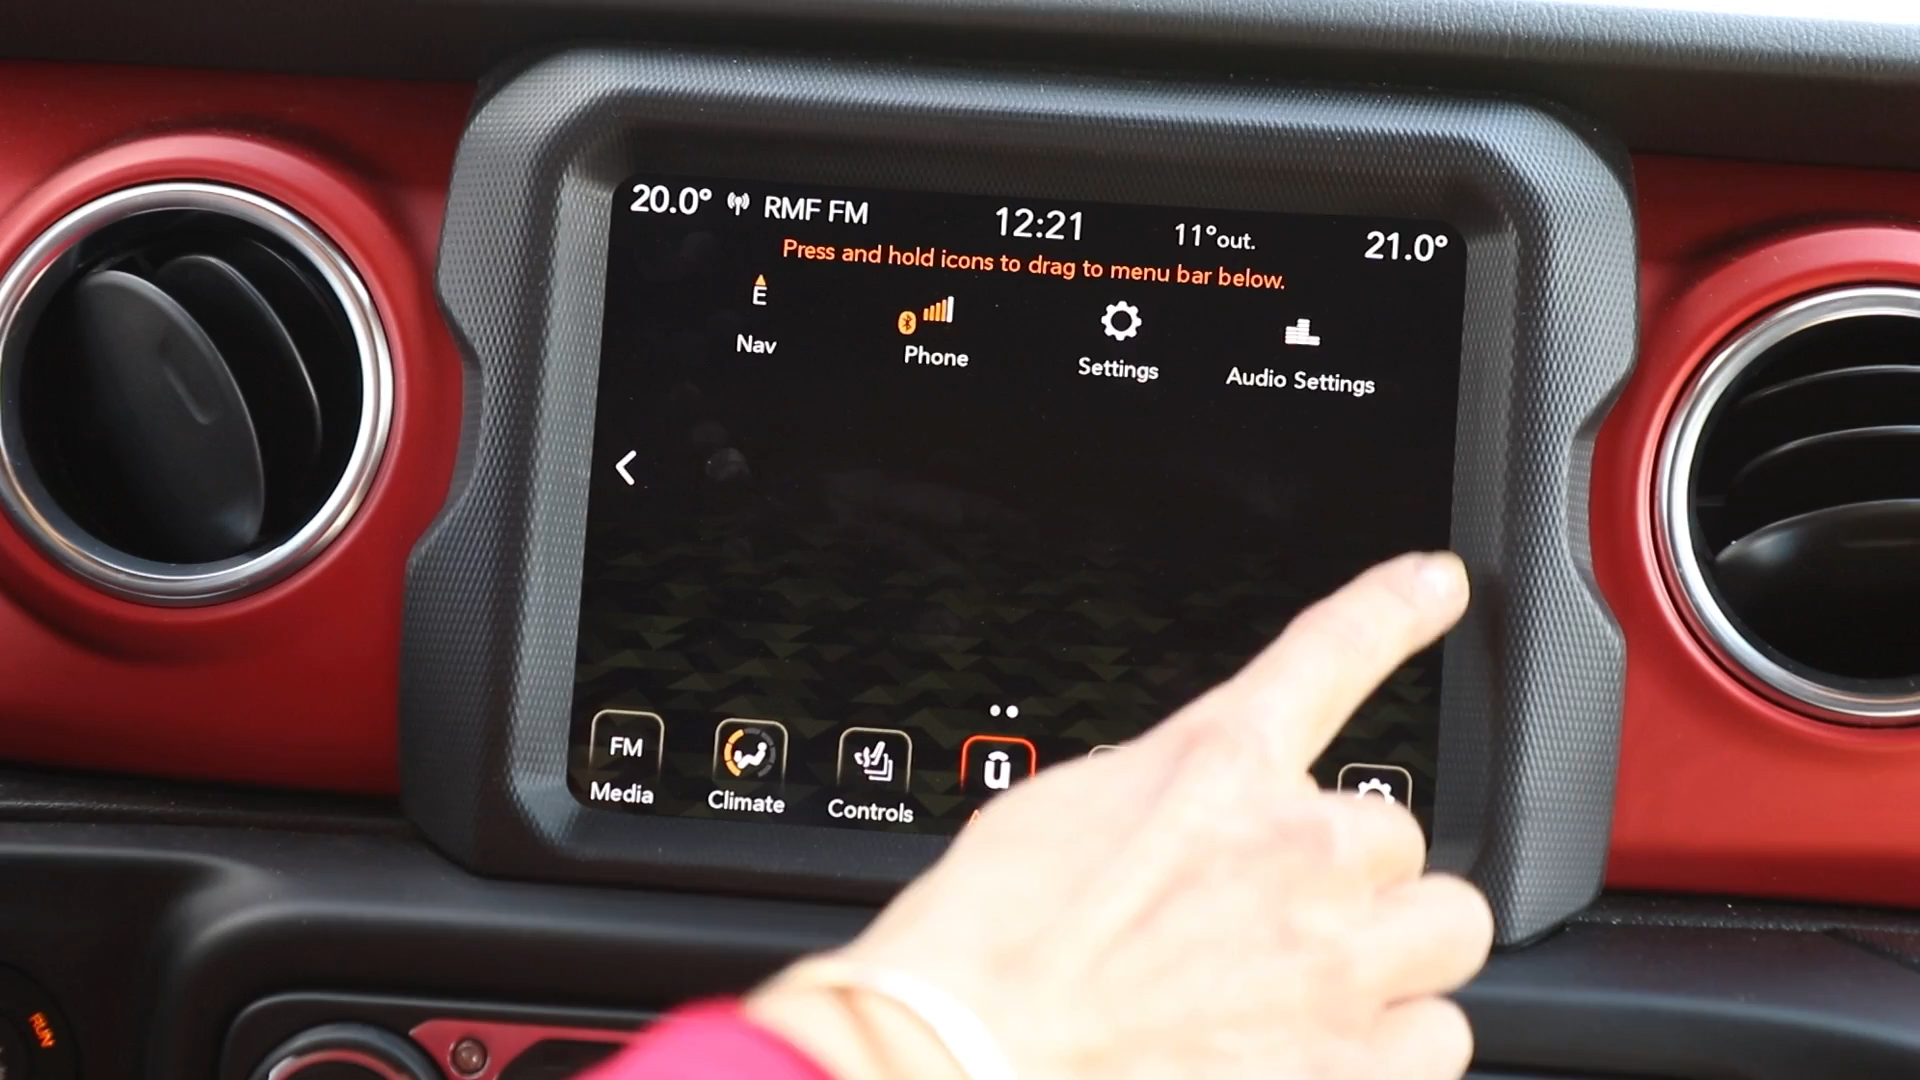 20.0° RMF FM 12:21 11°out. 21.0°
Press and hold icons to drag to menu bar below.
E
Nav Phone Settings Audio Settings
FM
Media Climate Controls
RUN